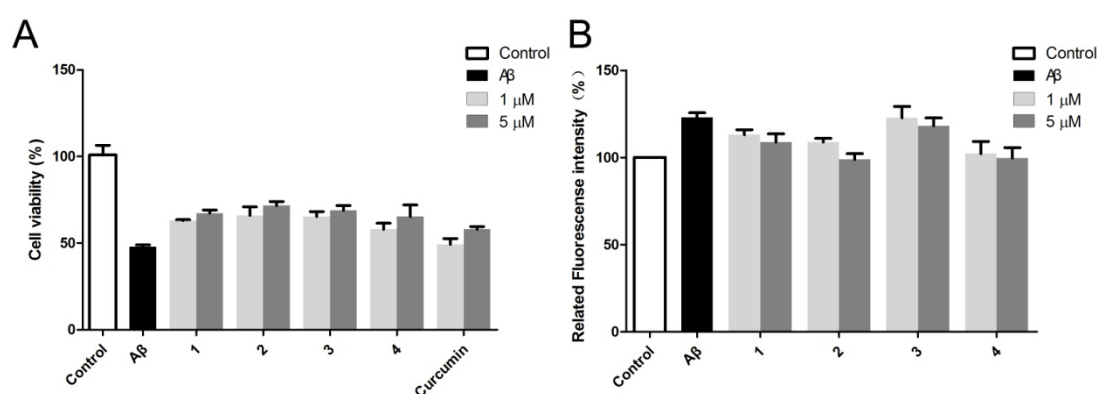 A
Control
Aβ
1 μM
5 μM
Cell viability (%)
150
100
50
0
Control
Aβ
1
2
3
4
Curcumin
B
Control
Aβ
1 μM
5 μM
Related Fluorescense intensity (%)
150
100
50
0
Control
Aβ
1
2
3
4